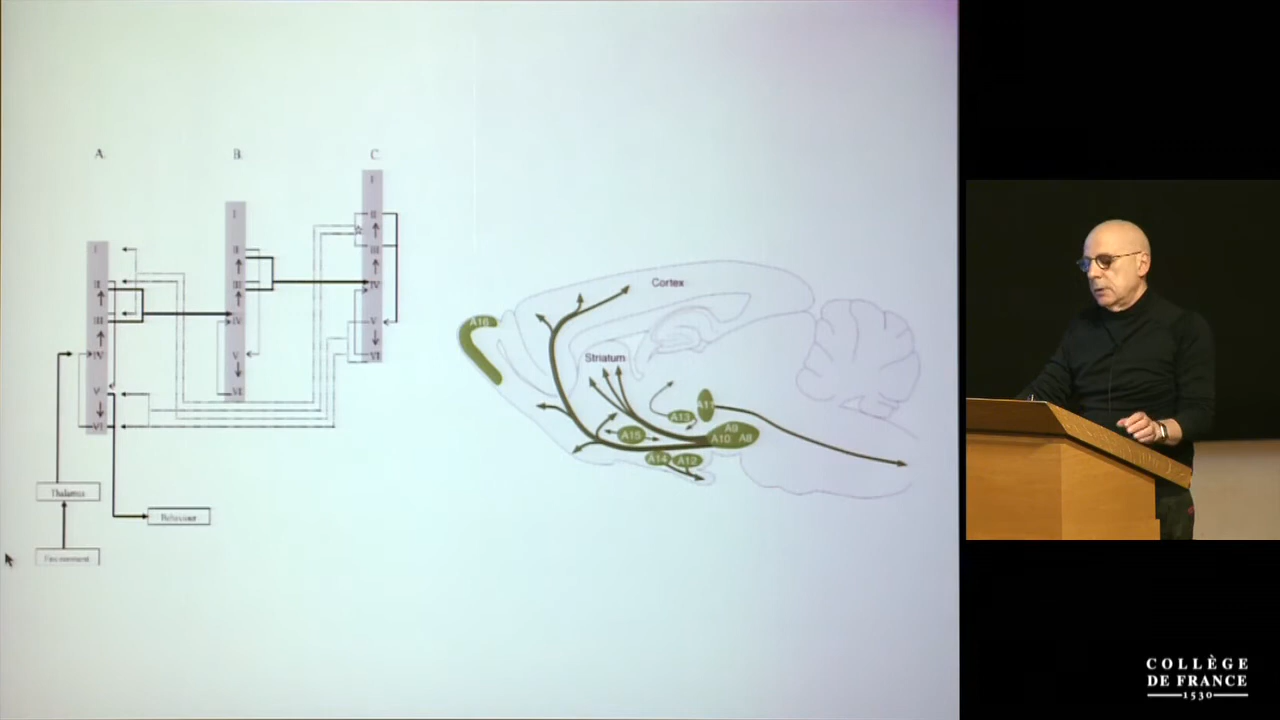 A.
B.
C.
I
II
III
IV
V
VI
I
II
III
IV
V
VI
I
II
III
IV
V
VI
Thalamus
Behaviour
Environment
Cortex
Striatum
A16
A11
A13
A15
A9
A10
A8
A14
A12
COLLÈGE
DE FRANCE
1530